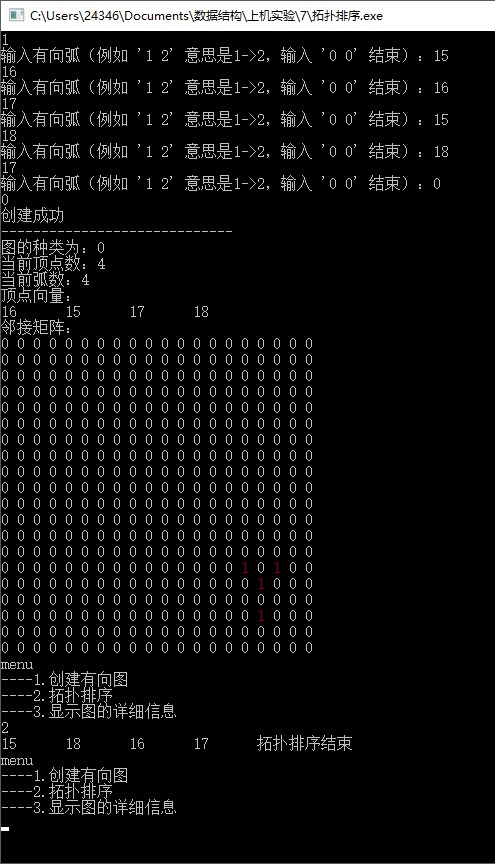 C:\Users\24346\Documents\数据结构\上机实验\7\拓扑排序.exe
1
输入有向弧（例如 '1 2' 意思是1->2，输入 '0 0' 结束）：15
16
输入有向弧（例如 '1 2' 意思是1->2，输入 '0 0' 结束）：16
17
输入有向弧（例如 '1 2' 意思是1->2，输入 '0 0' 结束）：15
18
输入有向弧（例如 '1 2' 意思是1->2，输入 '0 0' 结束）：18
17
输入有向弧（例如 '1 2' 意思是1->2，输入 '0 0' 结束）：0
0
创建成功
-----------------------------
图的种类为：0
当前顶点数：4
当前弧数：4
顶点向量：
16 15 17 18
邻接矩阵：
0 0 0 0 0 0 0 0 0 0 0 0 0 0 0 0 0 0 0 0
0 0 0 0 0 0 0 0 0 0 0 0 0 0 0 0 0 0 0 0
0 0 0 0 0 0 0 0 0 0 0 0 0 0 0 0 0 0 0 0
0 0 0 0 0 0 0 0 0 0 0 0 0 0 0 0 0 0 0 0
0 0 0 0 0 0 0 0 0 0 0 0 0 0 0 0 0 0 0 0
0 0 0 0 0 0 0 0 0 0 0 0 0 0 0 0 0 0 0 0
0 0 0 0 0 0 0 0 0 0 0 0 0 0 0 0 0 0 0 0
0 0 0 0 0 0 0 0 0 0 0 0 0 0 0 0 0 0 0 0
0 0 0 0 0 0 0 0 0 0 0 0 0 0 0 0 0 0 0 0
0 0 0 0 0 0 0 0 0 0 0 0 0 0 0 0 0 0 0 0
0 0 0 0 0 0 0 0 0 0 0 0 0 0 0 0 0 0 0 0
0 0 0 0 0 0 0 0 0 0 0 0 0 0 0 0 0 0 0 0
0 0 0 0 0 0 0 0 0 0 0 0 0 0 0 0 0 0 0 0
0 0 0 0 0 0 0 0 0 0 0 0 0 0 0 0 0 0 0 0
0 0 0 0 0 0 0 0 0 0 0 0 0 0 0 1 0 1 0 0
0 0 0 0 0 0 0 0 0 0 0 0 0 0 0 0 1 0 0 0
0 0 0 0 0 0 0 0 0 0 0 0 0 0 0 0 0 0 0 0
0 0 0 0 0 0 0 0 0 0 0 0 0 0 0 0 1 0 0 0
0 0 0 0 0 0 0 0 0 0 0 0 0 0 0 0 0 0 0 0
0 0 0 0 0 0 0 0 0 0 0 0 0 0 0 0 0 0 0 0
menu
----1.创建有向图
----2.拓扑排序
----3.显示图的详细信息
2
15 18 16 17 拓扑排序结束
menu
----1.创建有向图
----2.拓扑排序
----3.显示图的详细信息